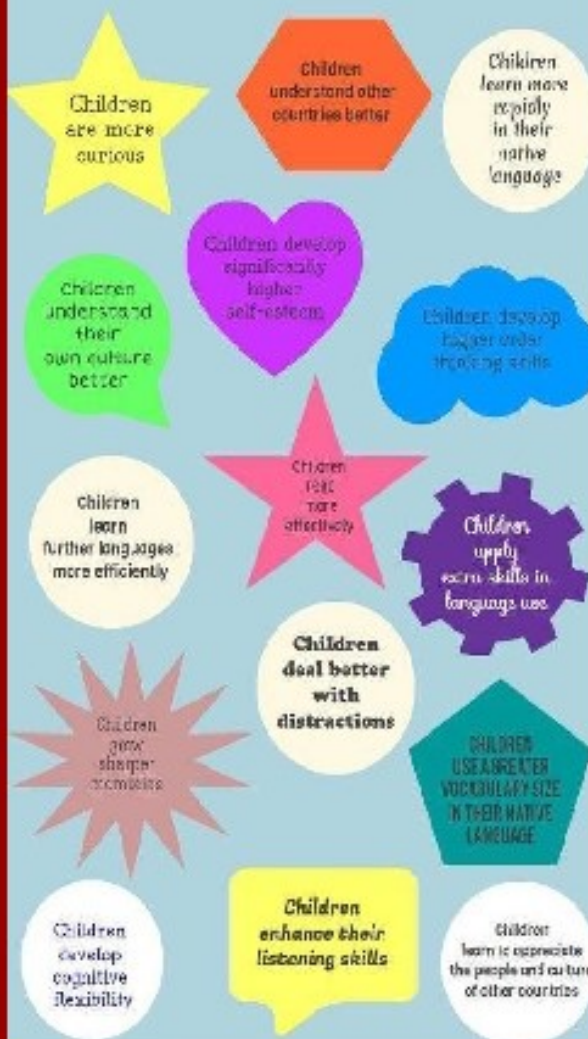 Children
are more
curious
Children
understand other
countries better
Children
learn more
rapidly
in their
native
language
Children develop
significantly
higher
self-esteem
Children
understand
their
own culture
better
Children develop
higher order
thinking skills
Children
read
more
effectively
Children
learn
further languages
more efficiently
Children
apply
extra skills in
language use
Children
deal better
with
distractions
Children
grow
sharper
memories
CHILDREN
USE A GREATER
VOCABULARY SIZE
IN THEIR NATIVE
LANGUAGE
Children
develop
cognitive
flexibility
Children
enhance their
listening skills
Children
learn to appreciate
the people and culture
of other countries